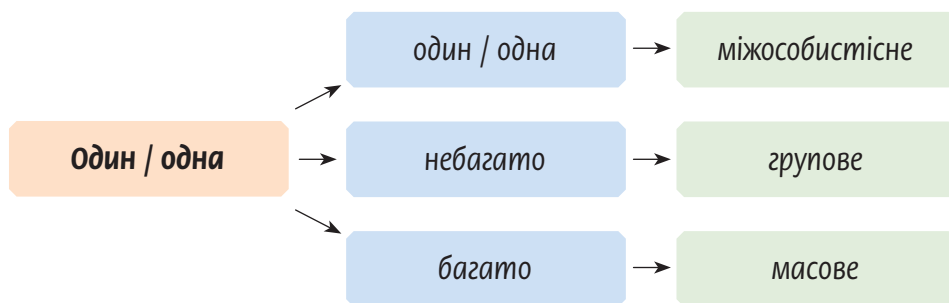 один / одна
міжособистісне
Один / одна
небагато
групове
багато
масове